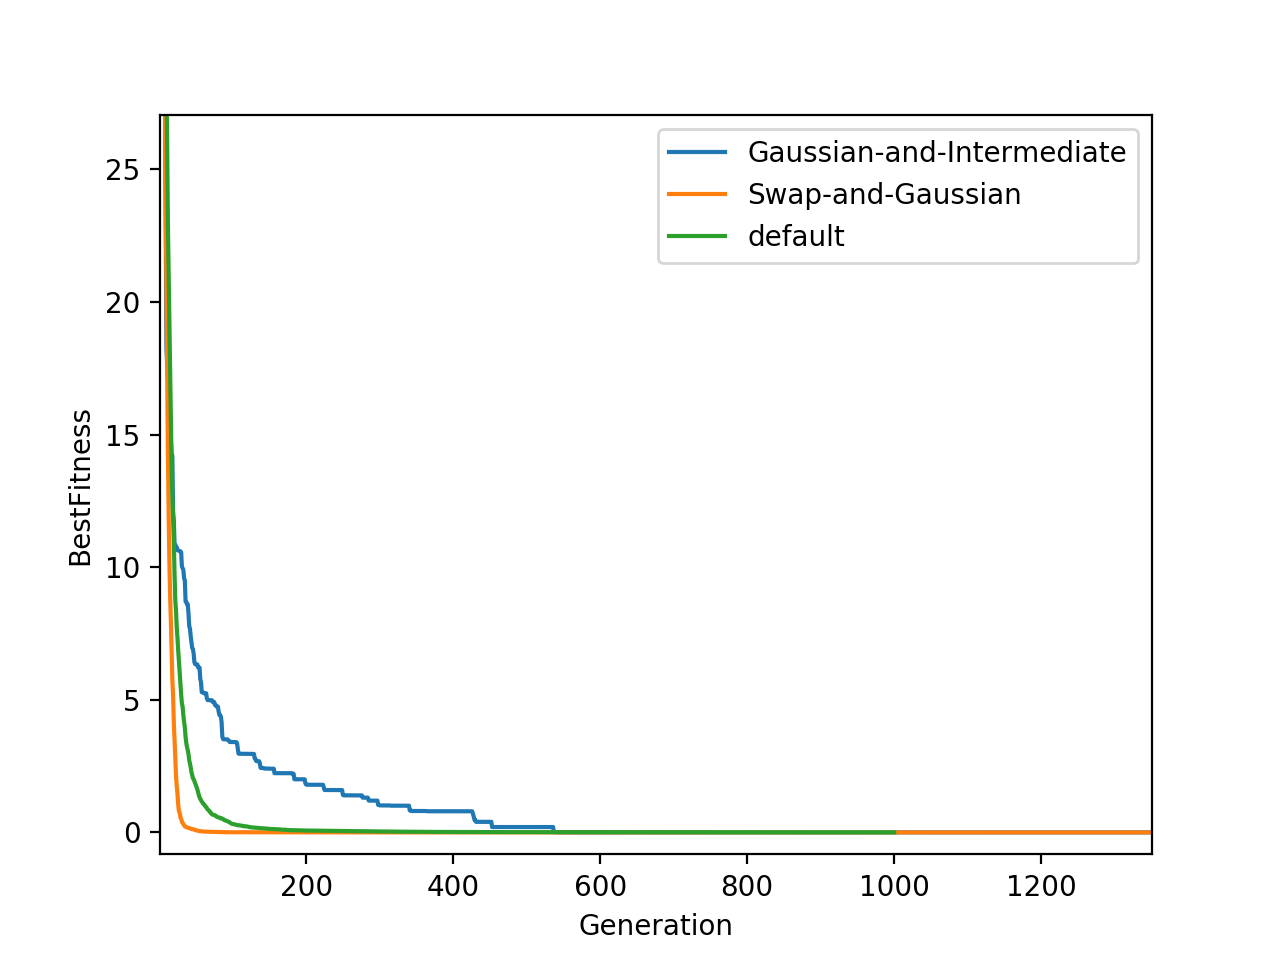 Gaussian-and-Intermediate
Swap-and-Gaussian
default
25
20
15
10
5
0
BestFitness
200 400 600 800 1000 1200
Generation